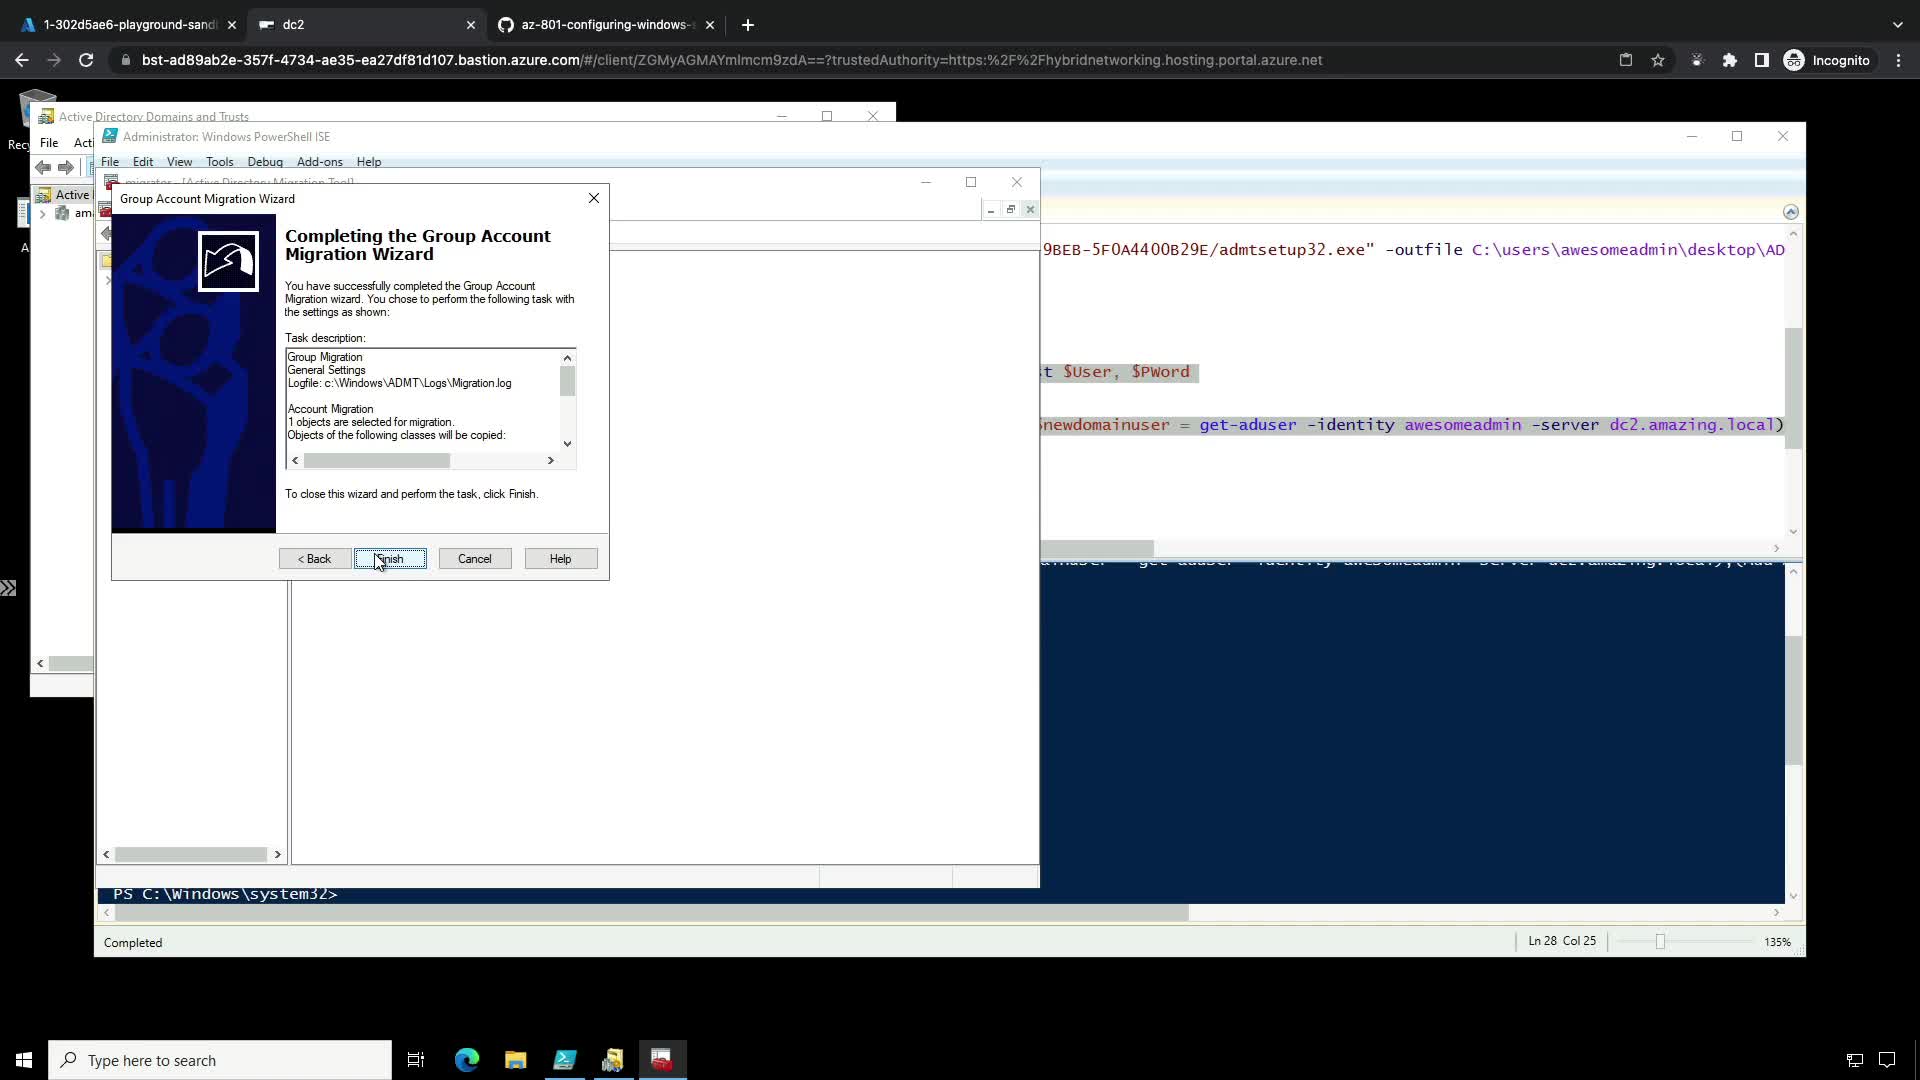 1-302d5ae6-playground-sand
dc2
az-801-configuring-windows-
bst-ad89ab2e-357f-4734-ae35-ea27df81d107.bastion.azure.com/#/client/ZGMyAGMAYmlmcm9zdA==?trustedAuthority=https:%2F%2Fhybridnetworking.hosting.portal.azure.net
Incognito
Active Directory Domains and Trusts
Administrator: Windows PowerShell ISE
File
File Edit View Tools Debug Add-ons Help
migrator - [Active Directory Migration Tool]
Active
Group Account Migration Wizard
Completing the Group Account
Migration Wizard
You have successfully completed the Group Account
Migration wizard. You chose to perform the following task with
the settings as shown:
Task description:
Group Migration
General Settings
Logfile: c:\Windows\ADMT\Logs\Migration.log
Account Migration
1 objects are selected for migration.
Objects of the following classes will be copied:
To close this wizard and perform the task, click Finish.
< Back
Finish
Cancel
Help
9BEB-5F0A4400B29E/admtsetup32.exe" -outfile C:\users\awesomeadmin\desktop\AD
st $User, $PWord
newdomainuser = get-aduser -identity awesomeadmin -server dc2.amazing.local)
PS C:\Windows\system32>
Completed
Ln 28 Col 25
135%
Type here to search